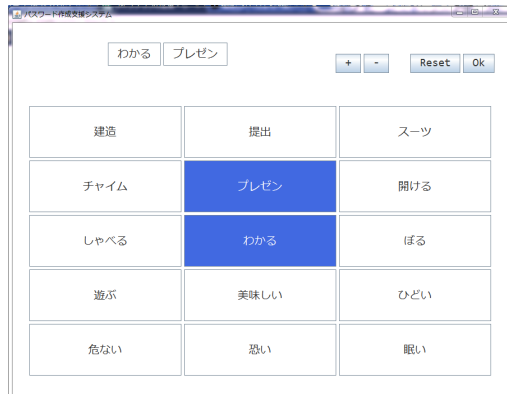 パスワード作成支援システム
わかる プレゼン
+ - Reset Ok
建造 提出 スーツ
チャイム プレゼン 開ける
しゃべる わかる ぼる
遊ぶ 美味しい ひどい
危ない 恐い 眠い